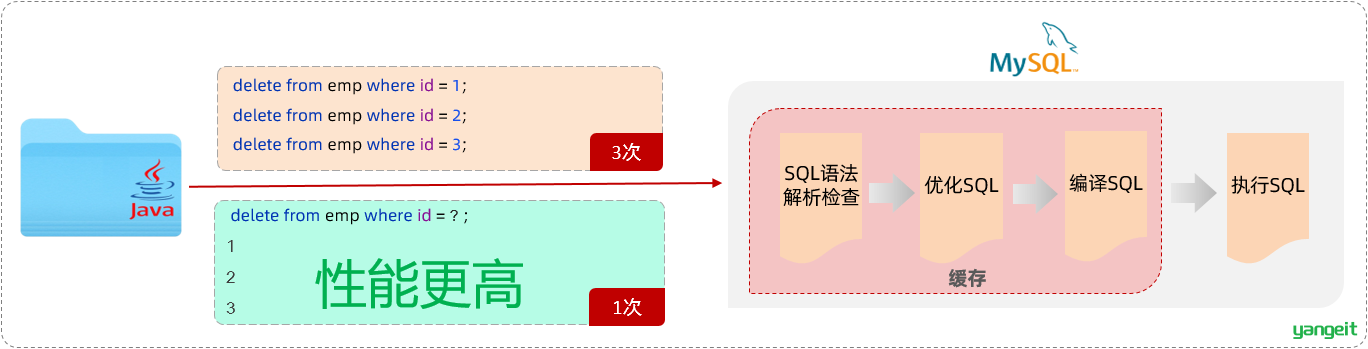 Java
delete from emp where id = 1;
delete from emp where id = 2;
delete from emp where id = 3;
3次
delete from emp where id = ? ;
1
2
3
性能更高
1次
MySQL™
SQL语法
解析检查
优化SQL
编译SQL
执行SQL
缓存
yangeit